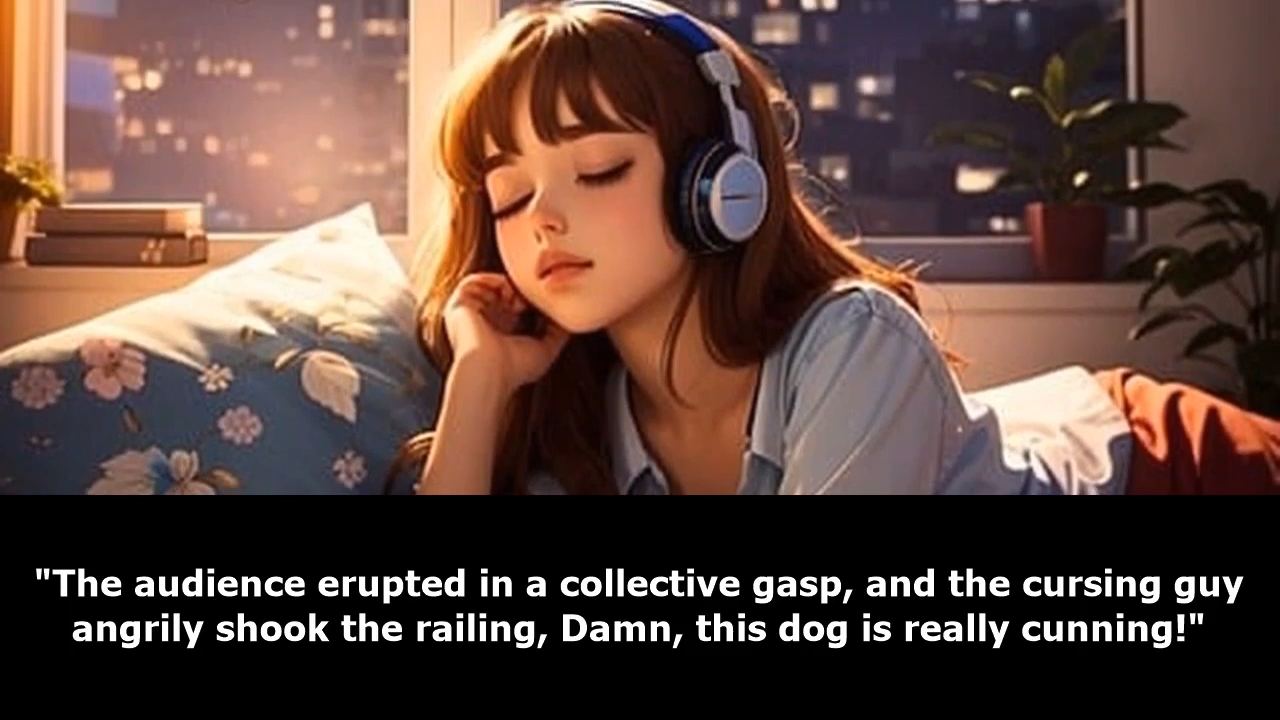 "The audience erupted in a collective gasp, and the cursing guy
angrily shook the railing, Damn, this dog is really cunning!"